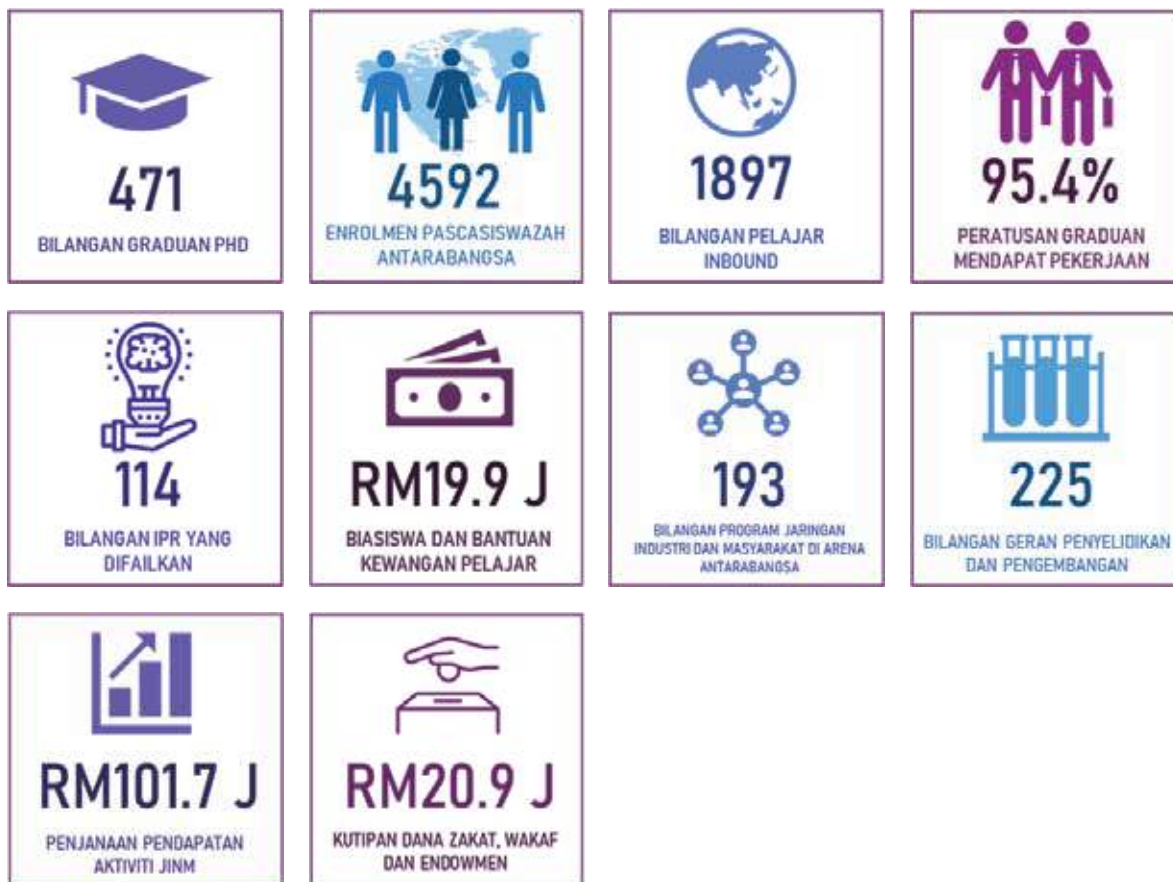 471
BILANGAN GRADUAN PHD
4592
ENROLMEN PASCASISWAZAH
ANTARABANGSA
1897
BILANGAN PELAJAR
INBOUND
95.4%
PERATUSAN GRADUAN
MENDAPAT PEKERJAAN
114
BILANGAN IPR YANG
DIFAILKAN
RM19.9 J
BIASISWA DAN BANTUAN
KEWANGAN PELAJAR
193
BILANGAN PROGRAM JARINGAN
INDUSTRI DAN MASYARAKAT DI ARENA
ANTARABANGSA
225
BILANGAN GERAN PENYELIDIKAN
DAN PENGEMBANGAN
RM101.7 J
PENJANAAN PENDAPATAN
AKTIVITI JINM
RM20.9 J
KUTIPAN DANA ZAKAT, WAKAF
DAN ENDOWMEN